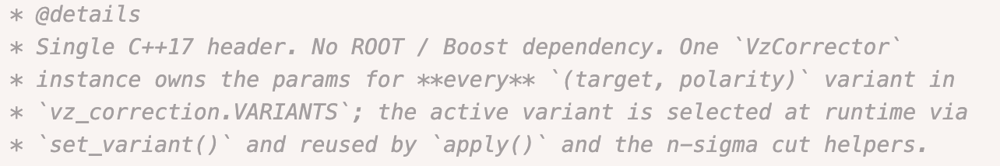 * @details
* Single C++17 header. No ROOT / Boost dependency. One `VzCorrector`
* instance owns the params for **every** `(target, polarity)` variant in
* `vz_correction.VARIANTS`; the active variant is selected at runtime via
* `set_variant()` and reused by `apply()` and the n-sigma cut helpers.